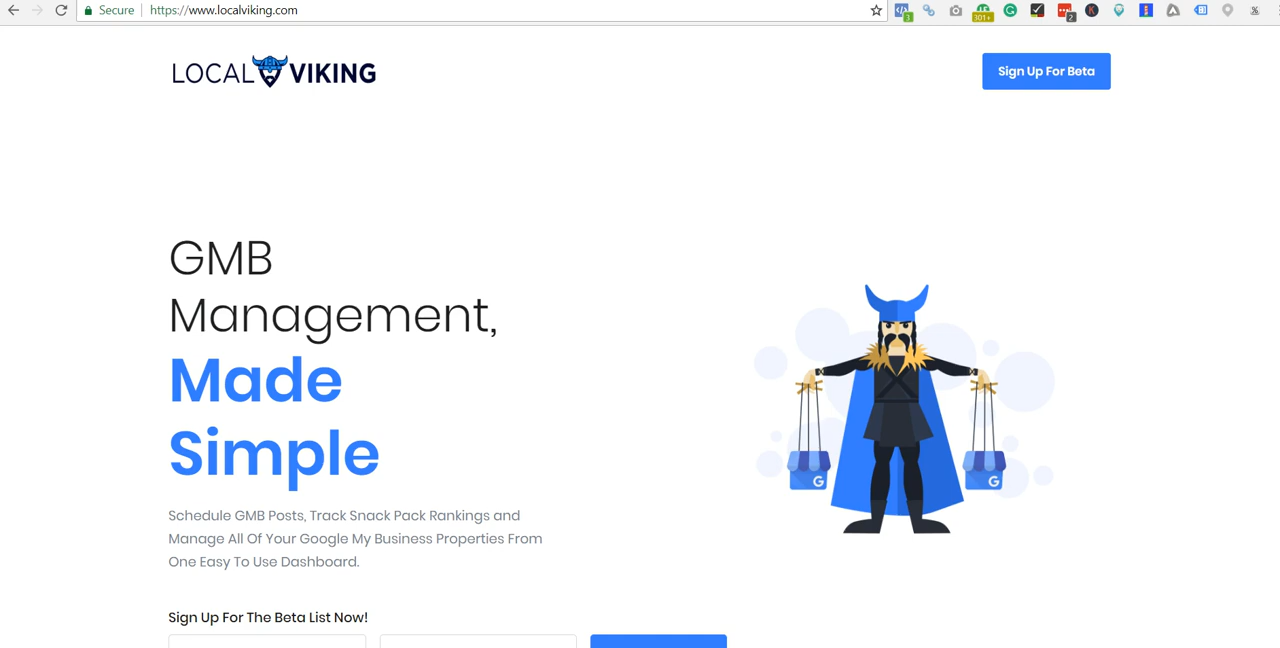 Secure https://www.localviking.com
3
301+
2
LOCAL VIKING
Sign Up For Beta
GMB
Management,
Made
Simple
G G
Schedule GMB Posts, Track Snack Pack Rankings and
Manage All Of Your Google My Business Properties From
One Easy To Use Dashboard.
Sign Up For The Beta List Now!